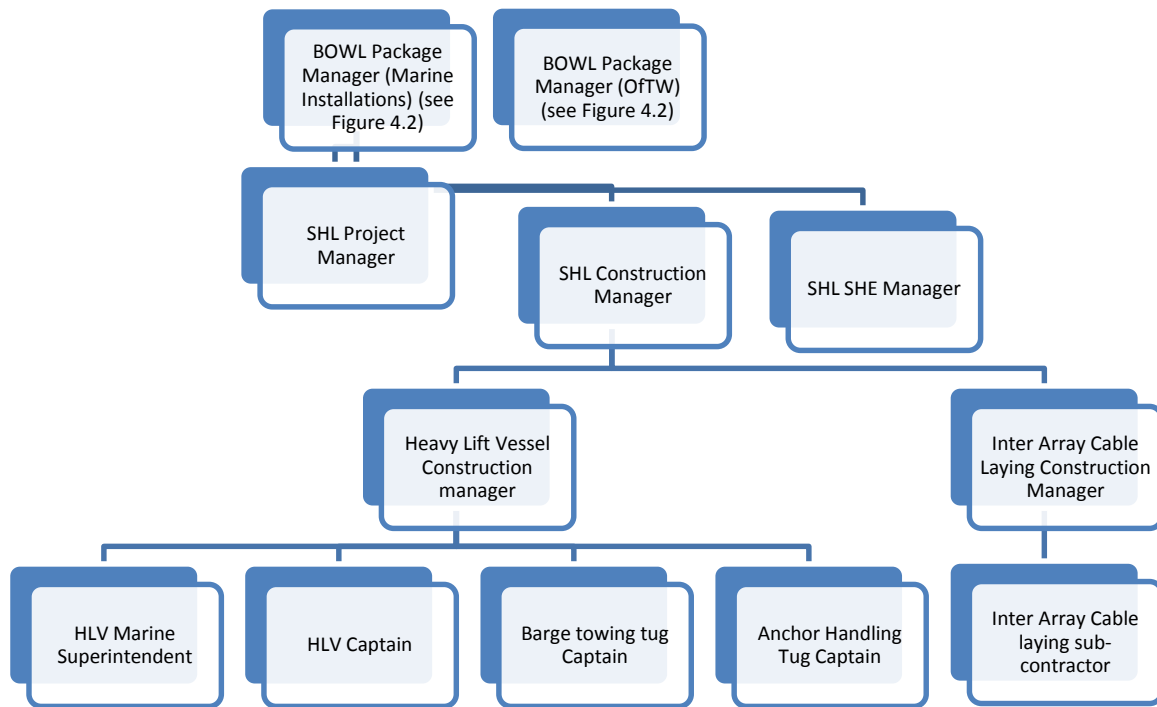 BOWL Package
Manager (Marine
Installations) (see
Figure 4.2)
BOWL Package
Manager (OfTW)
(see Figure 4.2)
SHL Project
Manager
SHL Construction
Manager
SHL SHE Manager
Heavy Lift Vessel
Construction
manager
Inter Array Cable
Laying Construction
Manager
HLV Marine
Superintendent
HLV Captain
Barge towing tug
Captain
Anchor Handling
Tug Captain
Inter Array Cable
laying sub-
contractor